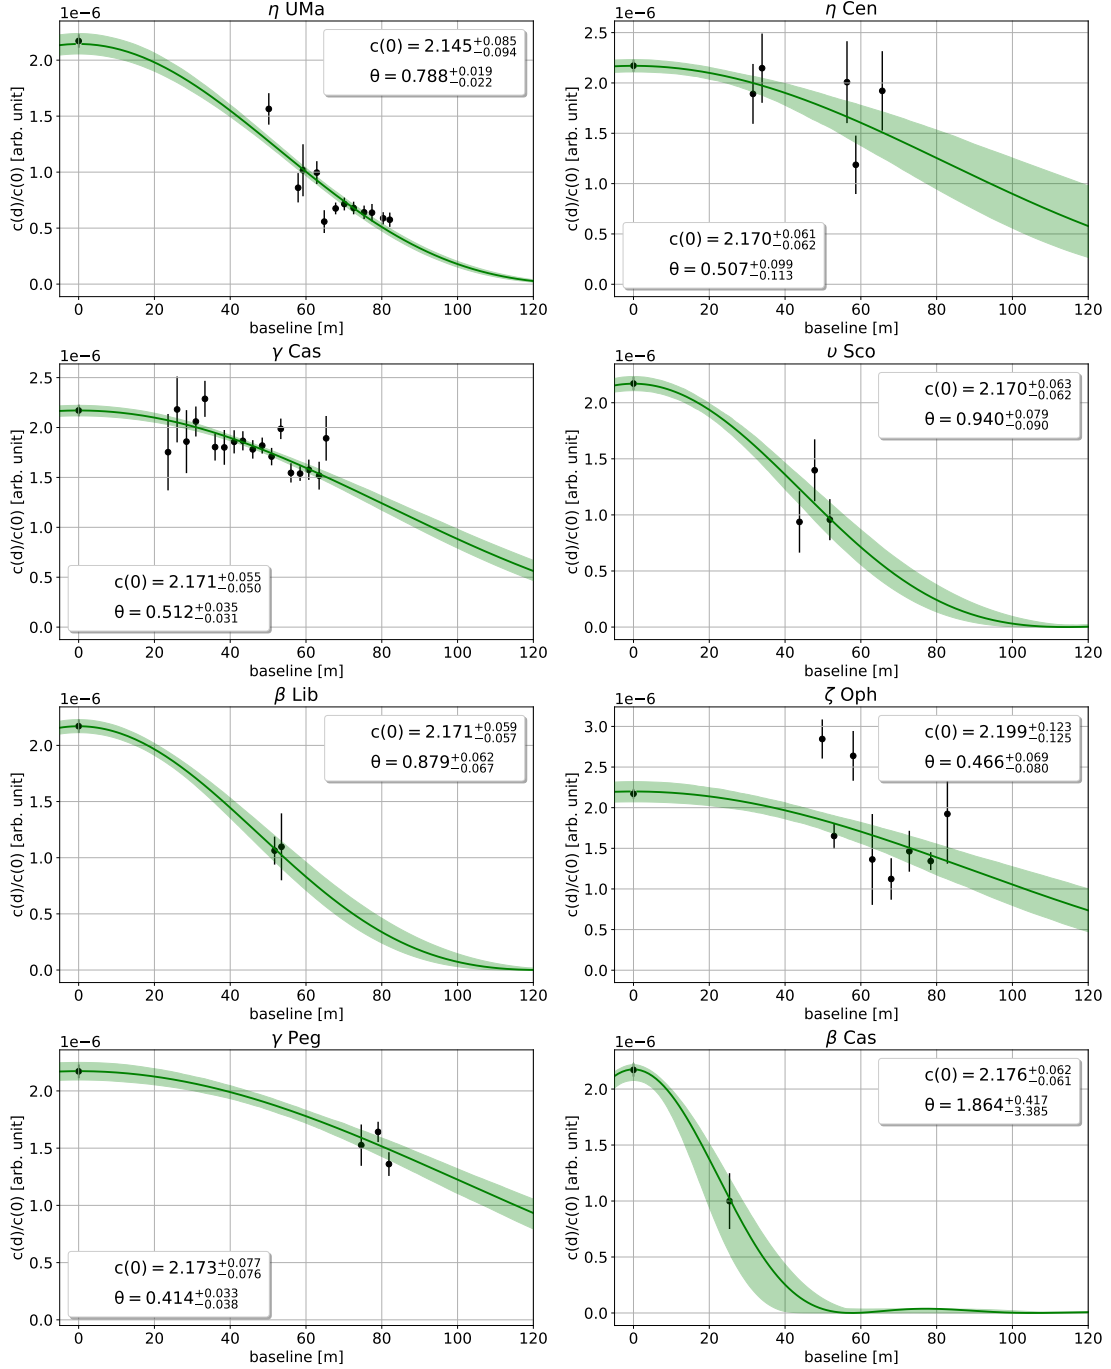 η UMa
1e−6
c(d)/c(0) [arb. unit]
2.0
1.5
1.0
0.5
0.0
c(0) = 2.145 +0.085 −0.094
θ = 0.788 +0.019 −0.022
0 20 40 60 80 100 120
baseline [m]
η Cen
1e−6
c(d)/c(0) [arb. unit]
2.5
2.0
1.5
1.0
0.5
0.0
c(0) = 2.170 +0.061 −0.062
θ = 0.507 +0.099 −0.113
0 20 40 60 80 100 120
baseline [m]
γ Cas
1e−6
c(d)/c(0) [arb. unit]
2.5
2.0
1.5
1.0
0.5
0.0
c(0) = 2.171 +0.055 −0.050
θ = 0.512 +0.035 −0.031
0 20 40 60 80 100 120
baseline [m]
υ Sco
1e−6
c(d)/c(0) [arb. unit]
2.0
1.5
1.0
0.5
0.0
c(0) = 2.170 +0.063 −0.062
θ = 0.940 +0.079 −0.090
0 20 40 60 80 100 120
baseline [m]
β Lib
1e−6
c(d)/c(0) [arb. unit]
2.0
1.5
1.0
0.5
0.0
c(0) = 2.171 +0.059 −0.057
θ = 0.879 +0.062 −0.067
0 20 40 60 80 100 120
baseline [m]
ζ Oph
1e−6
c(d)/c(0) [arb. unit]
3.0
2.5
2.0
1.5
1.0
0.5
0.0
c(0) = 2.199 +0.123 −0.125
θ = 0.466 +0.069 −0.080
0 20 40 60 80 100 120
baseline [m]
γ Peg
1e−6
c(d)/c(0) [arb. unit]
2.0
1.5
1.0
0.5
0.0
c(0) = 2.173 +0.077 −0.076
θ = 0.414 +0.033 −0.038
0 20 40 60 80 100 120
baseline [m]
β Cas
1e−6
c(d)/c(0) [arb. unit]
2.0
1.5
1.0
0.5
0.0
c(0) = 2.176 +0.062 −0.061
θ = 1.864 +0.417 −3.385
0 20 40 60 80 100 120
baseline [m]